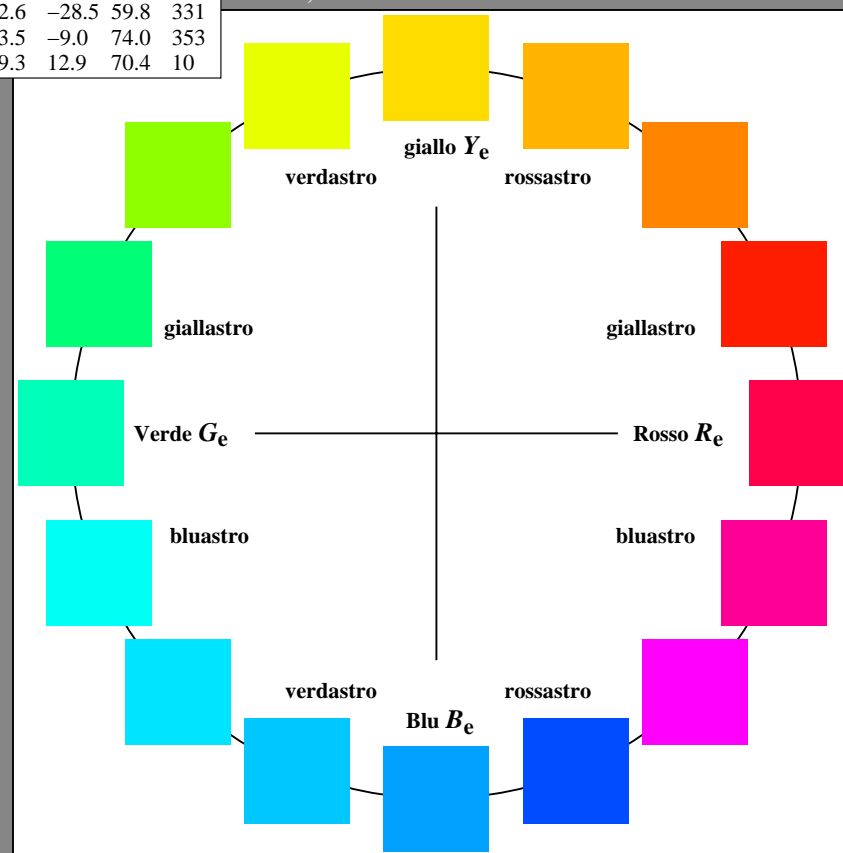 −28.5 59.8 331
−9.0 74.0 353
12.9 70.4 10
giallo Yₑ
verdastro rossastro
giallastro giallastro
Verde Gₑ Rosso Rₑ
bluastro bluastro
verdastro rossastro
Blu Bₑ